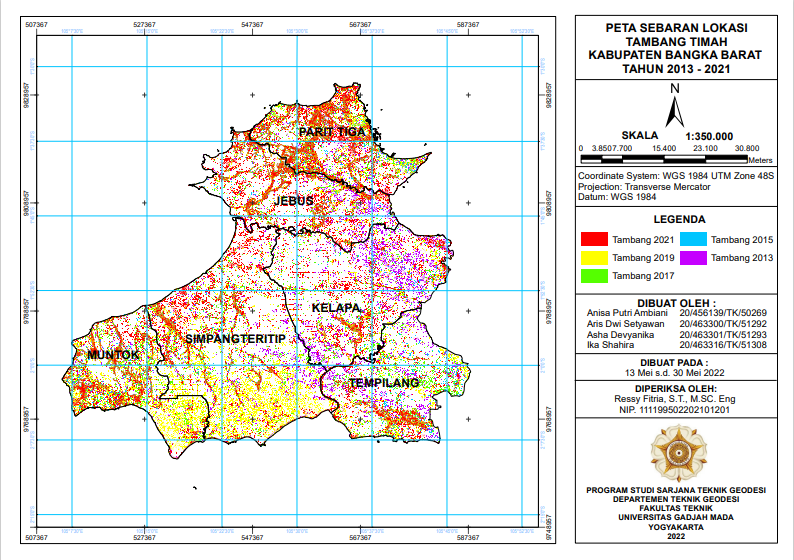 507367
527367
547367
567367
587367
9828957
9828957
PARIT TIGA
JEBUS
9808957
9808957
KELAPA
SIMPANGTERITIP
9788957
9788957
MUNTOK
TEMPILANG
9768957
9768957
9748957
507367
527367
547367
567367
587367
PETA SEBARAN LOKASI
TAMBANG TIMAH
KABUPATEN BANGKA BARAT
TAHUN 2013 - 2021
N
SKALA 1:350.000
0 3.8507.700 15.400 23.100 30.800
Meters
Coordinate System: WGS 1984 UTM Zone 48S
Projection: Transverse Mercator
Datum: WGS 1984
LEGENDA
Tambang 2021 Tambang 2015
Tambang 2019 Tambang 2013
Tambang 2017
DIBUAT OLEH :
Anisa Putri Ambiani 20/456139/TK/50269
Aris Dwi Setyawan 20/463300/TK/51292
Asha Devyanika 20/463301/TK/51293
Ika Shahira 20/463316/TK/51308
DIBUAT PADA :
13 Mei s.d. 30 Mei 2022
DIPERIKSA OLEH:
Ressy Fitria, S.T., M.SC. Eng
NIP. 111199502202101201
PROGRAM STUDI SARJANA TEKNIK GEODESI
DEPARTEMEN TEKNIK GEODESI
FAKULTAS TEKNIK
UNIVERSITAS GADJAH MADA
YOGYAKARTA
2022